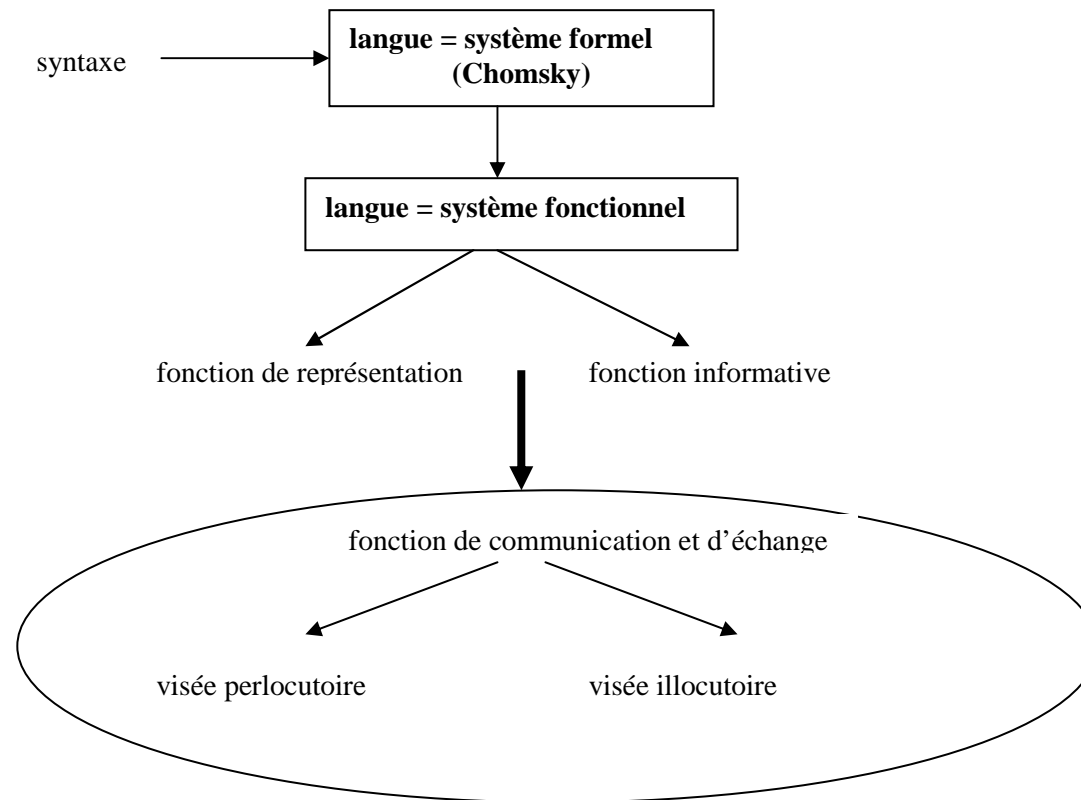 langue = système formel
(Chomsky)
syntaxe
langue = système fonctionnel
fonction de représentation
fonction informative
fonction de communication et d’échange
visée perlocutoire
visée illocutoire